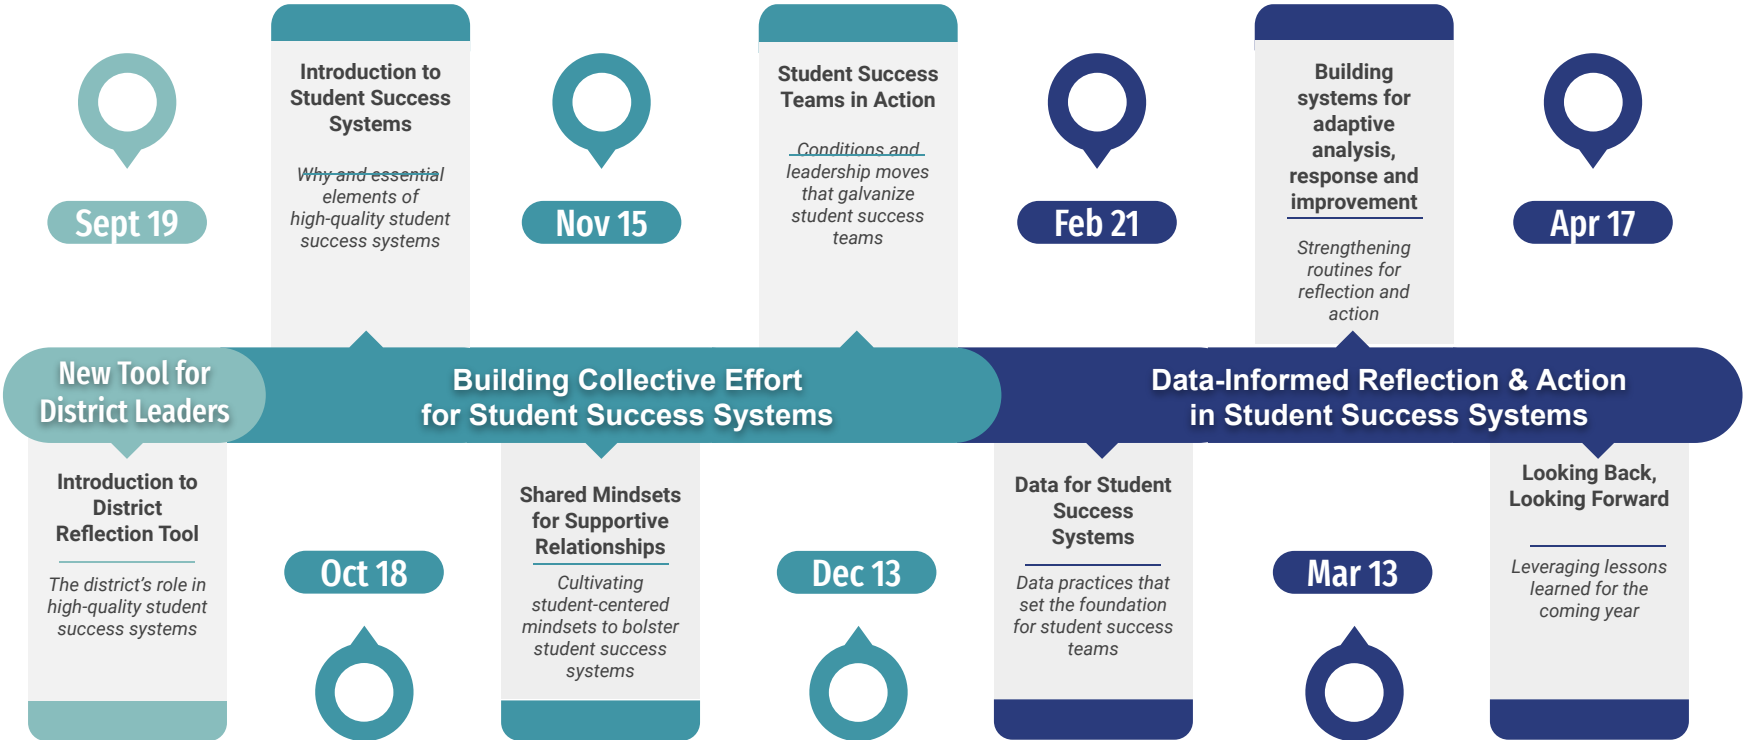 Sept 19
Introduction to
Student Success
Systems
Why and essential
elements of
high-quality student
success systems
Nov 15
Student Success
Teams in Action
Conditions and
leadership moves
that galvanize
student success
teams
Feb 21
Building
systems for
adaptive
analysis,
response and
improvement
Strengthening
routines for
reflection and
action
Apr 17
New Tool for
District Leaders
Building Collective Effort
for Student Success Systems
Data-Informed Reflection & Action
in Student Success Systems
Introduction to
District
Reflection Tool
The district's role in
high-quality student
success systems
Oct 18
Shared Mindsets
for Supportive
Relationships
Cultivating
student-centered
mindsets to bolster
student success
systems
Dec 13
Data for Student
Success
Systems
Data practices that
set the foundation
for student success
teams
Mar 13
Looking Back,
Looking Forward
Leveraging lessons
learned for the
coming year